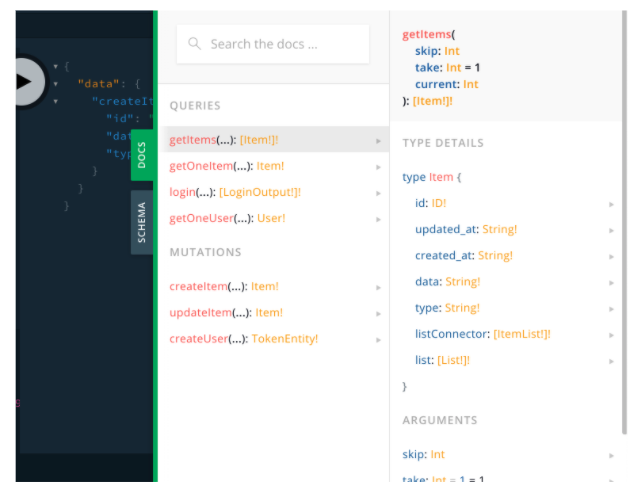 {
"data": {
"createIt
"id": "
"dat
"typ
}
}
}
DOCS
SCHEMA
Search the docs ...
QUERIES
getItems(...): [Item!]!
getOneItem(...): Item!
login(...): [LoginOutput!]!
getOneUser(...): User!
MUTATIONS
createItem(...): Item!
updateItem(...): Item!
createUser(...): TokenEntity!
getItems(
skip: Int
take: Int = 1
current: Int
): [Item!]!
TYPE DETAILS
type Item {
id: ID!
updated_at: String!
created_at: String!
data: String!
type: String!
listConnector: [ItemList!]!
list: [List!]!
}
ARGUMENTS
skip: Int
take: Int = 1 = 1